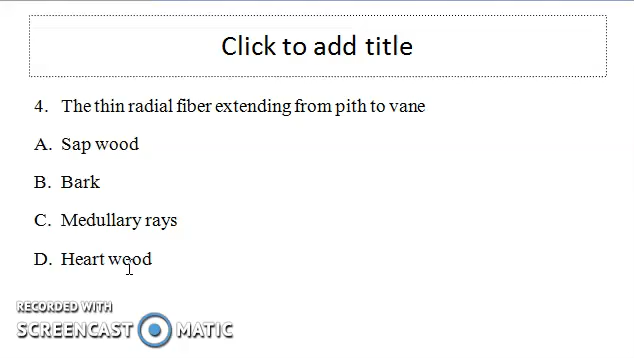 Click to add title
4. The thin radial fiber extending from pith to vane
A. Sap wood
B. Bark
C. Medullary rays
D. Heart wood
RECORDED WITH
SCREENCAST MATIC